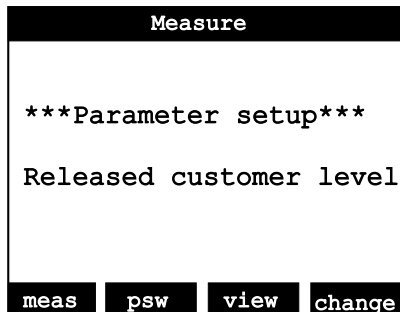 Measure
***Parameter setup***
Released customer level
meas psw view change